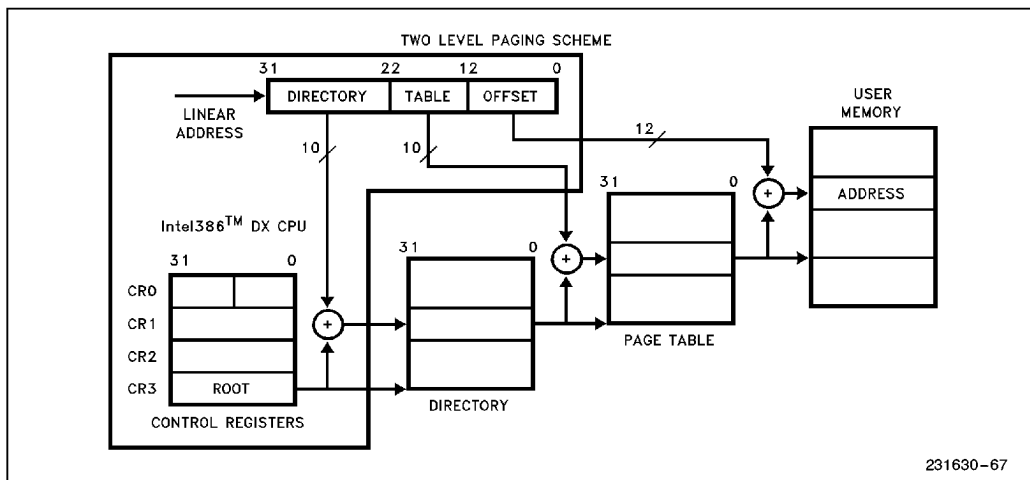 TWO LEVEL PAGING SCHEME
31 22 12 0
DIRECTORY TABLE OFFSET
LINEAR
ADDRESS
USER
MEMORY
10 10 12
ADDRESS
31 0
Intel386™ DX CPU
31 0
31 0
CR0
CR1
CR2
CR3 ROOT
CONTROL REGISTERS
DIRECTORY
PAGE TABLE
+
+
+
231630-67